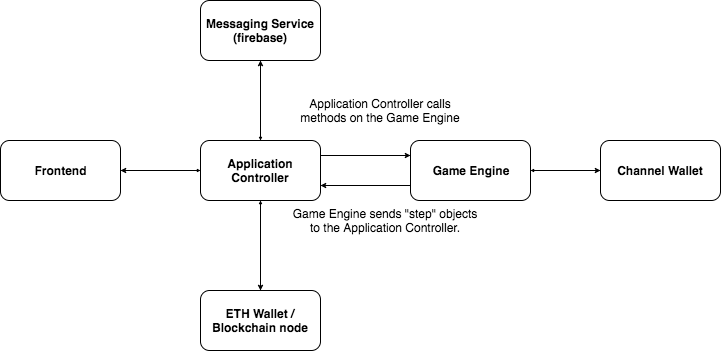 Messaging Service
(firebase)
Application Controller calls
methods on the Game Engine
Frontend
Application
Controller
Game Engine
Channel Wallet
Game Engine sends "step" objects
to the Application Controller.
ETH Wallet /
Blockchain node